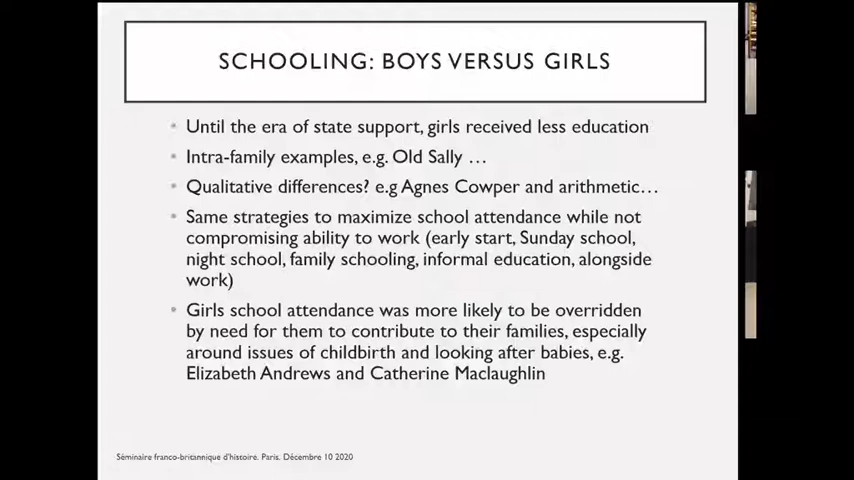 SCHOOLING: BOYS VERSUS GIRLS
• Until the era of state support, girls received less education
• Intra-family examples, e.g. Old Sally …
• Qualitative differences? e.g Agnes Cowper and arithmetic…
• Same strategies to maximize school attendance while not
compromising ability to work (early start, Sunday school,
night school, family schooling, informal education, alongside
work)
• Girls school attendance was more likely to be overridden
by need for them to contribute to their families, especially
around issues of childbirth and looking after babies, e.g.
Elizabeth Andrews and Catherine Maclaughlin
Séminaire franco-britannique d'histoire. Paris. Décembre 10 2020